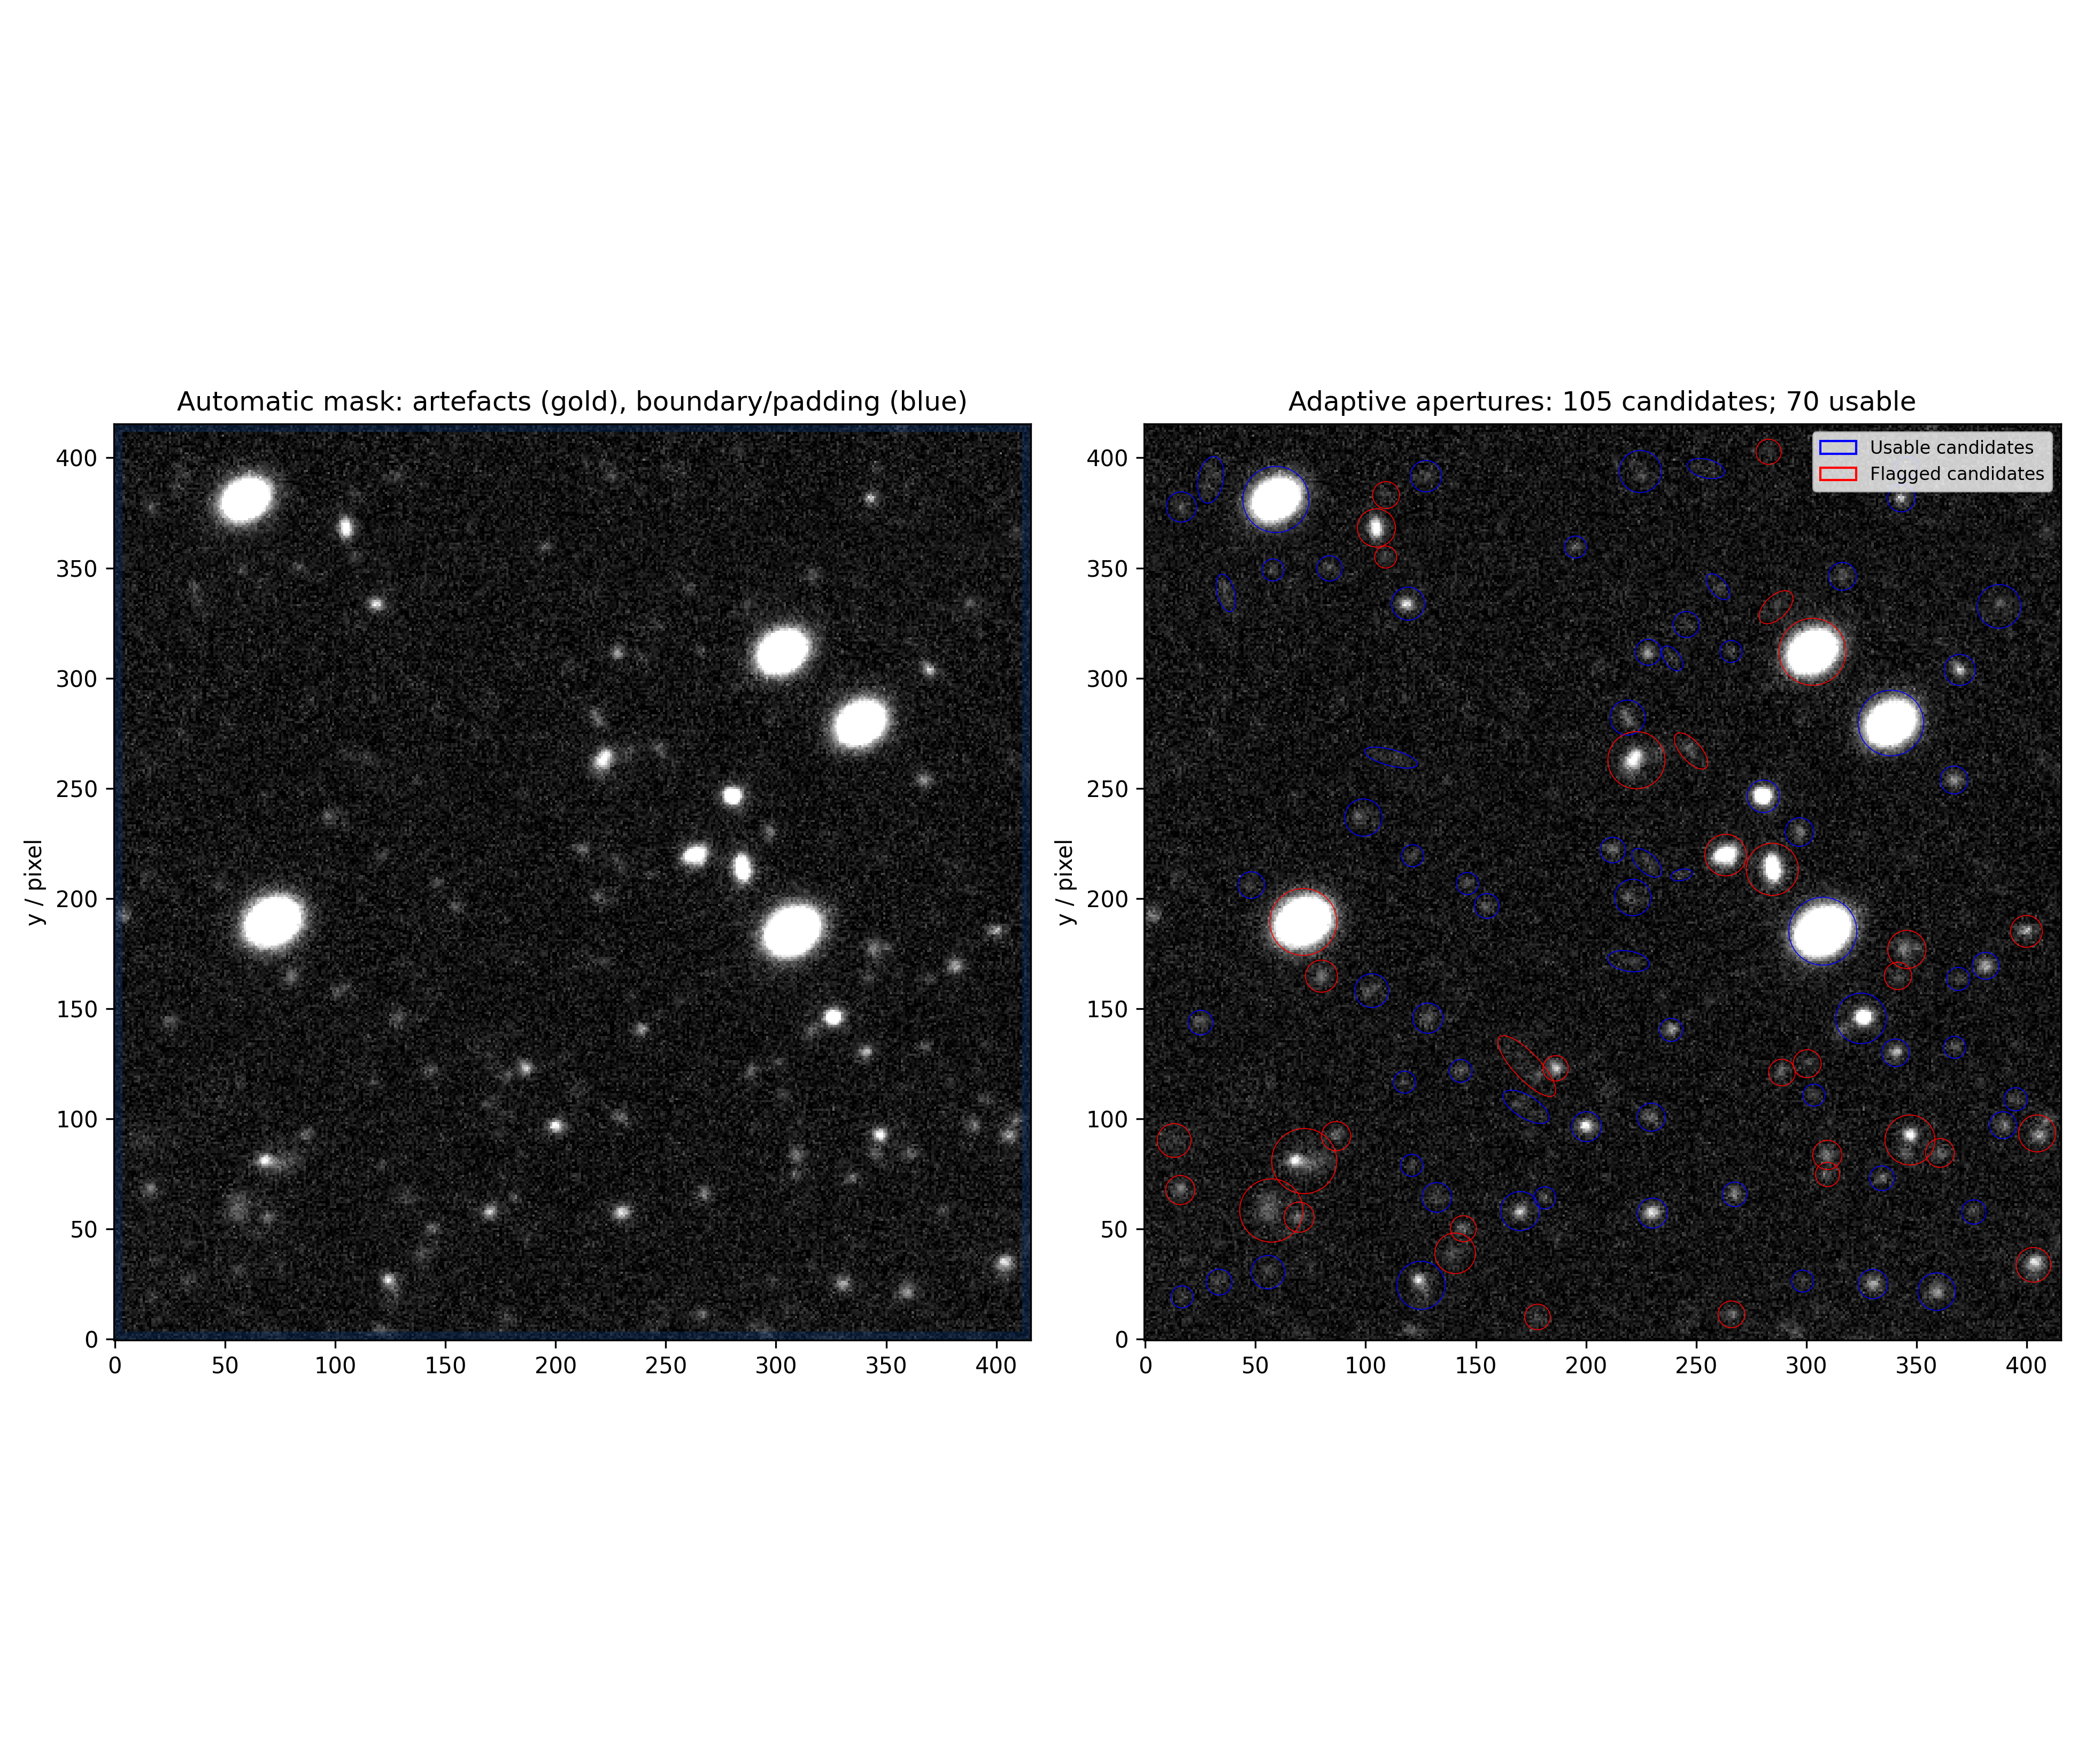 Automatic mask: artefacts (gold), boundary/padding (blue)
y / pixel
400
350
300
250
200
150
100
50
0
0 50 100 150 200 250 300 350 400
Adaptive apertures: 105 candidates; 70 usable
Usable candidates
Flagged candidates
y / pixel
400
350
300
250
200
150
100
50
0
0 50 100 150 200 250 300 350 400